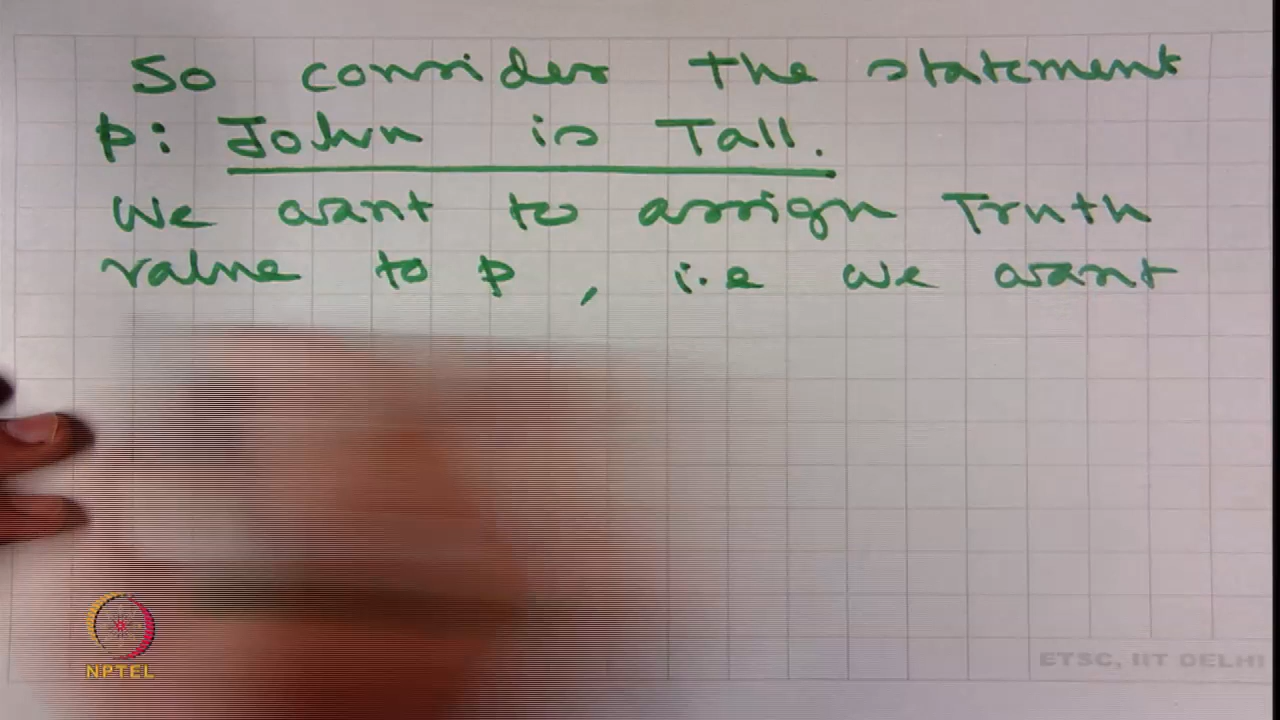 So consider the statement
p: John is Tall.
We want to assign Truth
value to p, i.e we want
NPTEL
ETSC, IIT DELHI